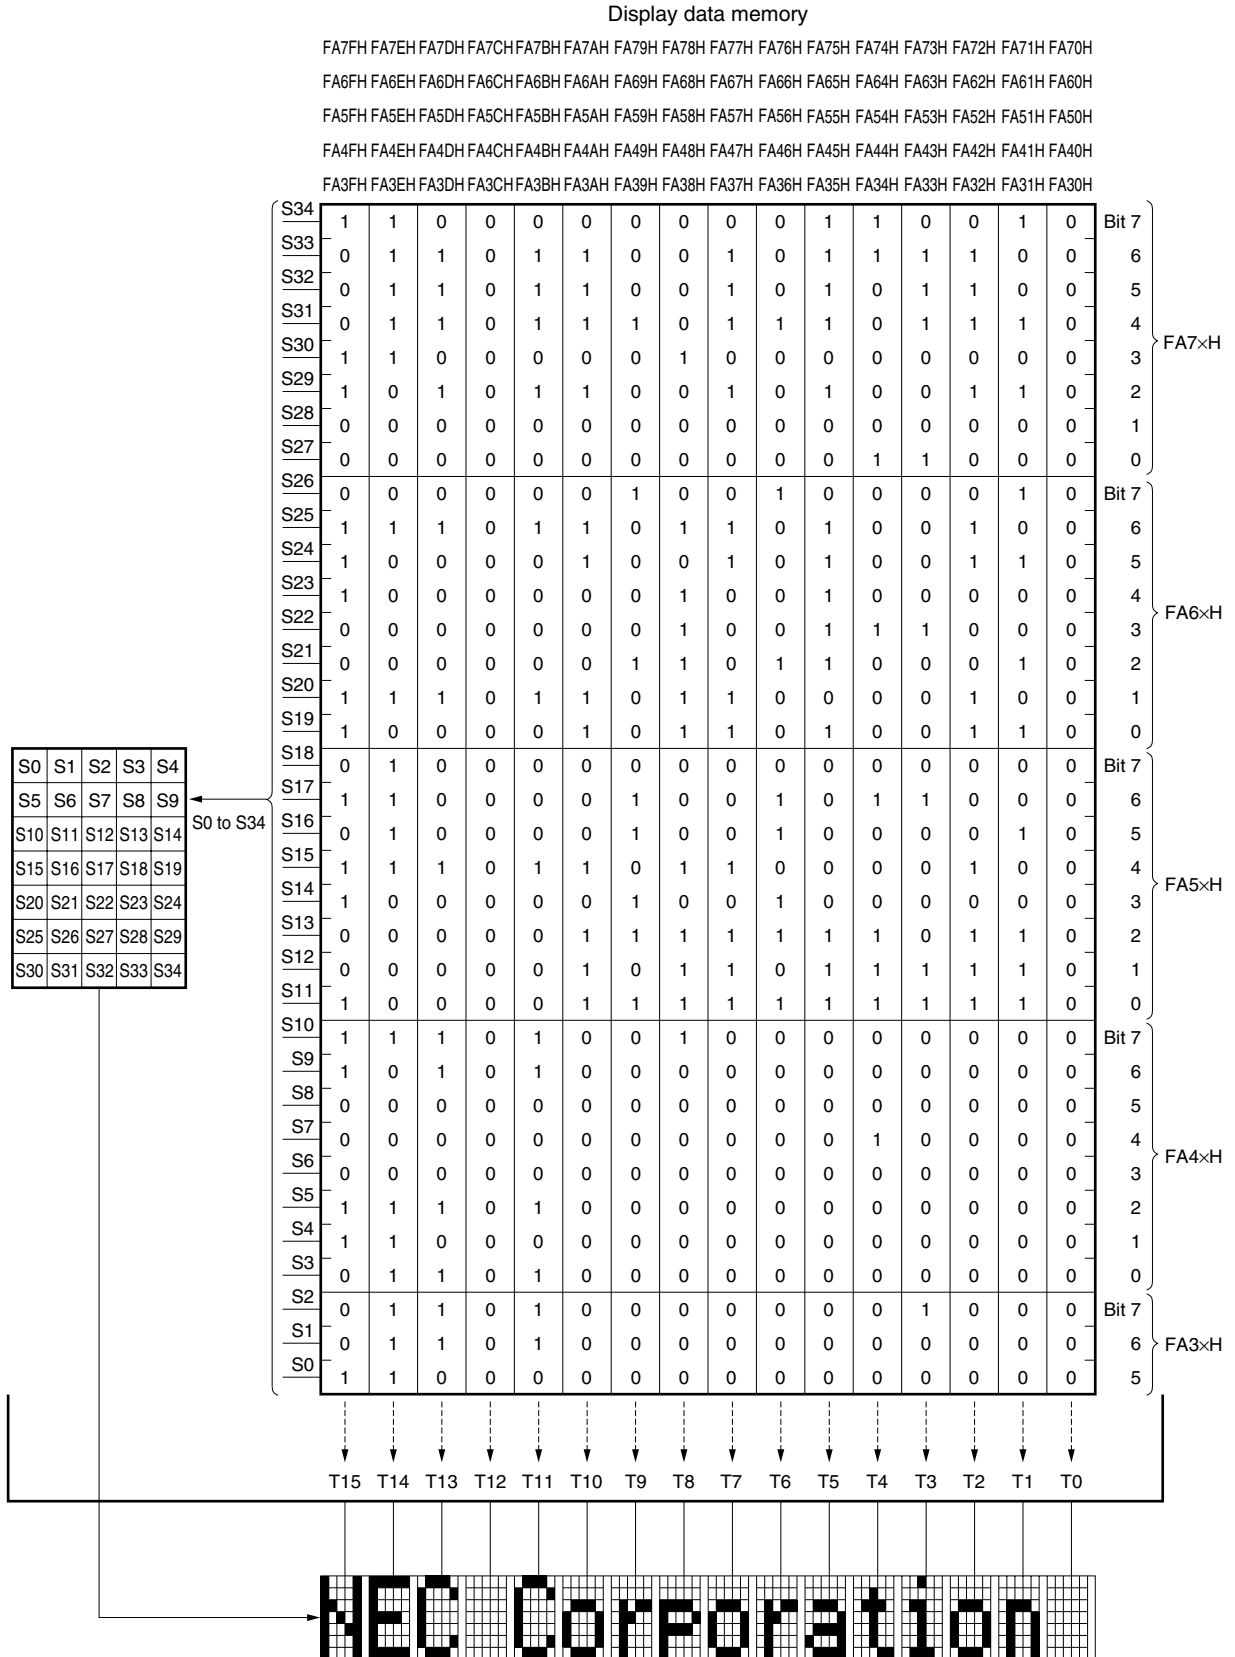 Display data memory
FA7FH FA7EH FA7DH FA7CH FA7BH FA7AH FA79H FA78H FA77H FA76H FA75H FA74H FA73H FA72H FA71H FA70H
FA6FH FA6EH FA6DH FA6CH FA6BH FA6AH FA69H FA68H FA67H FA66H FA65H FA64H FA63H FA62H FA61H FA60H
FA5FH FA5EH FA5DH FA5CH FA5BH FA5AH FA59H FA58H FA57H FA56H FA55H FA54H FA53H FA52H FA51H FA50H
FA4FH FA4EH FA4DH FA4CH FA4BH FA4AH FA49H FA48H FA47H FA46H FA45H FA44H FA43H FA42H FA41H FA40H
FA3FH FA3EH FA3DH FA3CH FA3BH FA3AH FA39H FA38H FA37H FA36H FA35H FA34H FA33H FA32H FA31H FA30H
S34 1 1 0 0 0 0 0 0 0 0 1 1 0 0 1 0 Bit 7
S33 0 1 1 0 1 1 0 0 1 0 1 1 1 1 0 0 6
S32 0 1 1 0 1 1 0 0 1 0 1 0 1 1 0 0 5
S31 0 1 1 0 1 1 1 0 1 1 1 0 1 1 1 0 4
FA7×H
S30 1 1 0 0 0 0 0 1 0 0 0 0 0 0 0 0 3
S29 1 0 1 0 1 1 0 0 1 0 1 0 0 1 1 0 2
S28 0 0 0 0 0 0 0 0 0 0 0 0 0 0 0 0 1
S27 0 0 0 0 0 0 0 0 0 0 0 1 1 0 0 0 0
S26 0 0 0 0 0 0 1 0 0 1 0 0 0 0 1 0 Bit 7
S25 1 1 1 0 1 1 0 1 1 0 1 0 0 1 0 0 6
S24 1 0 0 0 0 1 0 0 1 0 1 0 0 1 1 0 5
S23 1 0 0 0 0 0 0 1 0 0 1 0 0 0 0 0 4
FA6×H
S22 0 0 0 0 0 0 0 1 0 0 1 1 1 0 0 0 3
S21 0 0 0 0 0 0 1 1 0 1 1 0 0 0 1 0 2
S20 1 1 1 0 1 1 0 1 1 0 0 0 0 1 0 0 1
S19 1 0 0 0 0 1 0 1 1 0 1 0 0 1 1 0 0
S18 0 1 0 0 0 0 0 0 0 0 0 0 0 0 0 0 Bit 7
S17 1 1 0 0 0 0 1 0 0 1 0 1 1 0 0 0 6
S16 0 1 0 0 0 0 1 0 0 1 0 0 0 0 1 0 5
S15 1 1 1 0 1 1 0 1 1 0 0 0 0 1 0 0 4
FA5×H
S14 1 0 0 0 0 0 1 0 0 1 0 0 0 0 0 0 3
S13 0 0 0 0 0 1 1 1 1 1 1 1 0 1 1 0 2
S12 0 0 0 0 0 1 0 1 1 0 1 1 1 1 1 0 1
S11 1 0 0 0 0 1 1 1 1 1 1 1 1 1 1 0 0
S10 1 1 1 0 1 0 0 1 0 0 0 0 0 0 0 0 Bit 7
S9 1 0 1 0 1 0 0 0 0 0 0 0 0 0 0 0 6
S8 0 0 0 0 0 0 0 0 0 0 0 0 0 0 0 0 5
S7 0 0 0 0 0 0 0 0 0 0 0 1 0 0 0 0 4
FA4×H
S6 0 0 0 0 0 0 0 0 0 0 0 0 0 0 0 0 3
S5 1 1 1 0 1 0 0 0 0 0 0 0 0 0 0 0 2
S4 1 1 0 0 0 0 0 0 0 0 0 0 0 0 0 0 1
S3 0 1 1 0 1 0 0 0 0 0 0 0 0 0 0 0 0
S2 0 1 1 0 1 0 0 0 0 0 0 0 1 0 0 0 Bit 7
S1 0 1 1 0 1 0 0 0 0 0 0 0 0 0 0 0 6 FA3×H
S0 1 1 0 0 0 0 0 0 0 0 0 0 0 0 0 0 5
S0 S1 S2 S3 S4
S5 S6 S7 S8 S9
S10 S11 S12 S13 S14
S15 S16 S17 S18 S19
S20 S21 S22 S23 S24
S25 S26 S27 S28 S29
S30 S31 S32 S33 S34
S0 to S34
T15 T14 T13 T12 T11 T10 T9 T8 T7 T6 T5 T4 T3 T2 T1 T0
NEC Corporation